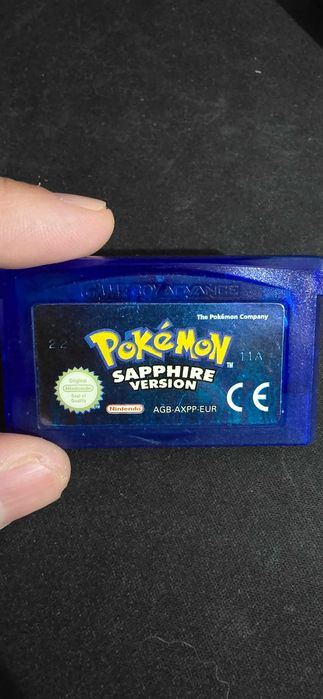 GAME BOY ADVANCE
The Pokémon Company
22
POKéMON
TM
11A
SAPPHIRE
VERSION
Original
Nintendo
Seal of
Quality
Nintendo
AGB-AXPP-EUR
CE